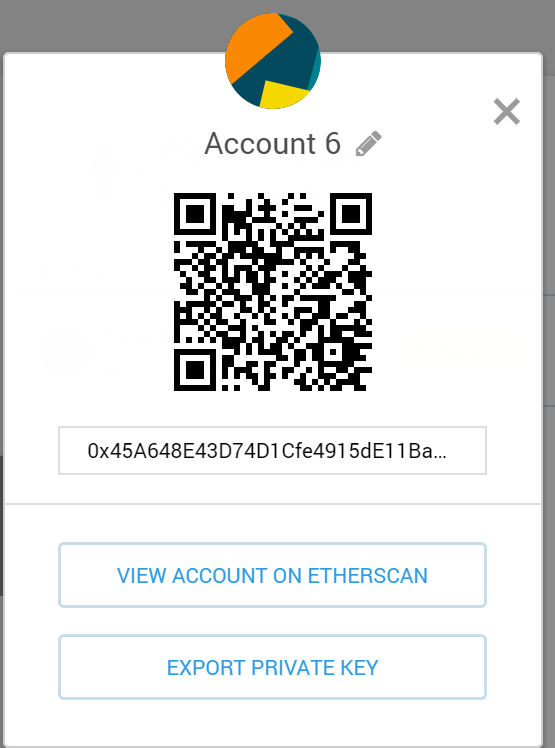 Account 6
0x45A648E43D74D1Cfe4915dE11Ba...
VIEW ACCOUNT ON ETHERSCAN
EXPORT PRIVATE KEY